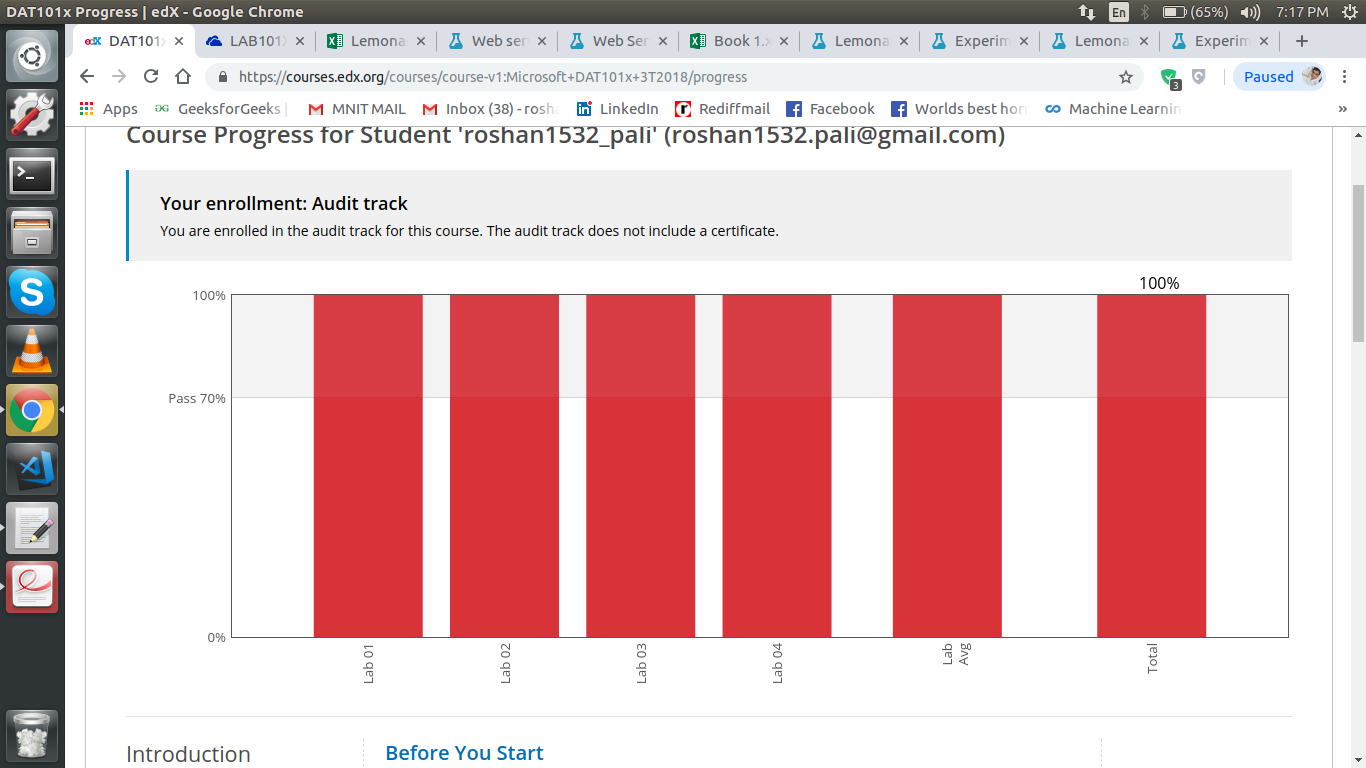 DAT101x Progress | edX - Google Chrome
En
(65%)
7:17 PM
edX DAT101
LAB101
Lemona
Web ser
Web Ser
Book 1.
Lemona
Experim
Lemona
Experim
https://courses.edx.org/courses/course-v1:Microsoft+DAT101x+3T2018/progress
3
Paused
Apps
GeeksforGeeks |
MNIT MAIL
Inbox (38) - rosh
LinkedIn
Rediffmail
Facebook
Worlds best hor
Machine Learnin
»
Course Progress for Student 'roshan1532_pali' (roshan1532.pali@gmail.com)
Your enrollment: Audit track
You are enrolled in the audit track for this course. The audit track does not include a certificate.
100%
100%
Pass 70%
0%
Lab 01
Lab 02
Lab 03
Lab 04
Lab
Avg
Total
Introduction
Before You Start